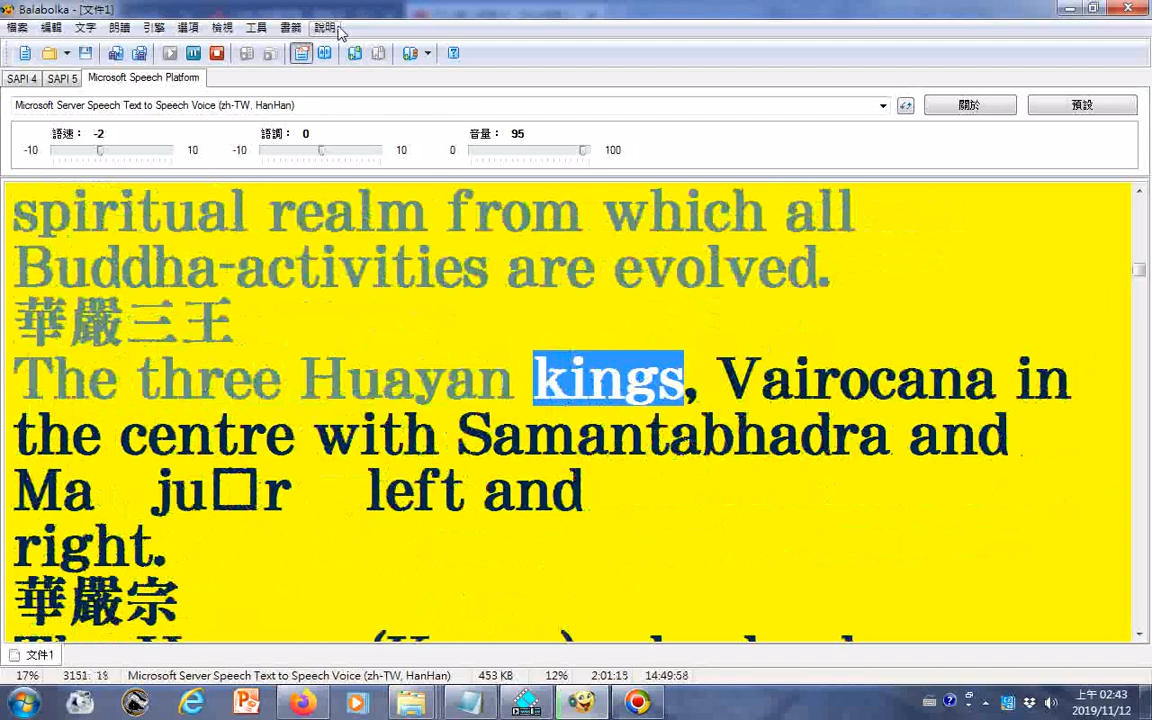 Balabolka - [文件1]
檔案 編輯 文字 朗讀 引擎 選項 檢視 工具 書籤 說明
SAPI 4 SAPI 5 Microsoft Speech Platform
Microsoft Server Speech Text to Speech Voice (zh-TW, HanHan) 關於 預設
語速： -2 語調： 0 音量： 95
-10 10 -10 10 0 100
spiritual realm from which all
Buddha-activities are evolved.
華嚴三王
The three Huayan kings, Vairocana in
the centre with Samantabhadra and
Ma ju□r left and
right.
華嚴宗
文件1
17% 3151: 18 Microsoft Server Speech Text to Speech Voice (zh-TW, HanHan) 453 KB 12% 2:01:13 14:49:58
上午 02:43
2019/11/12